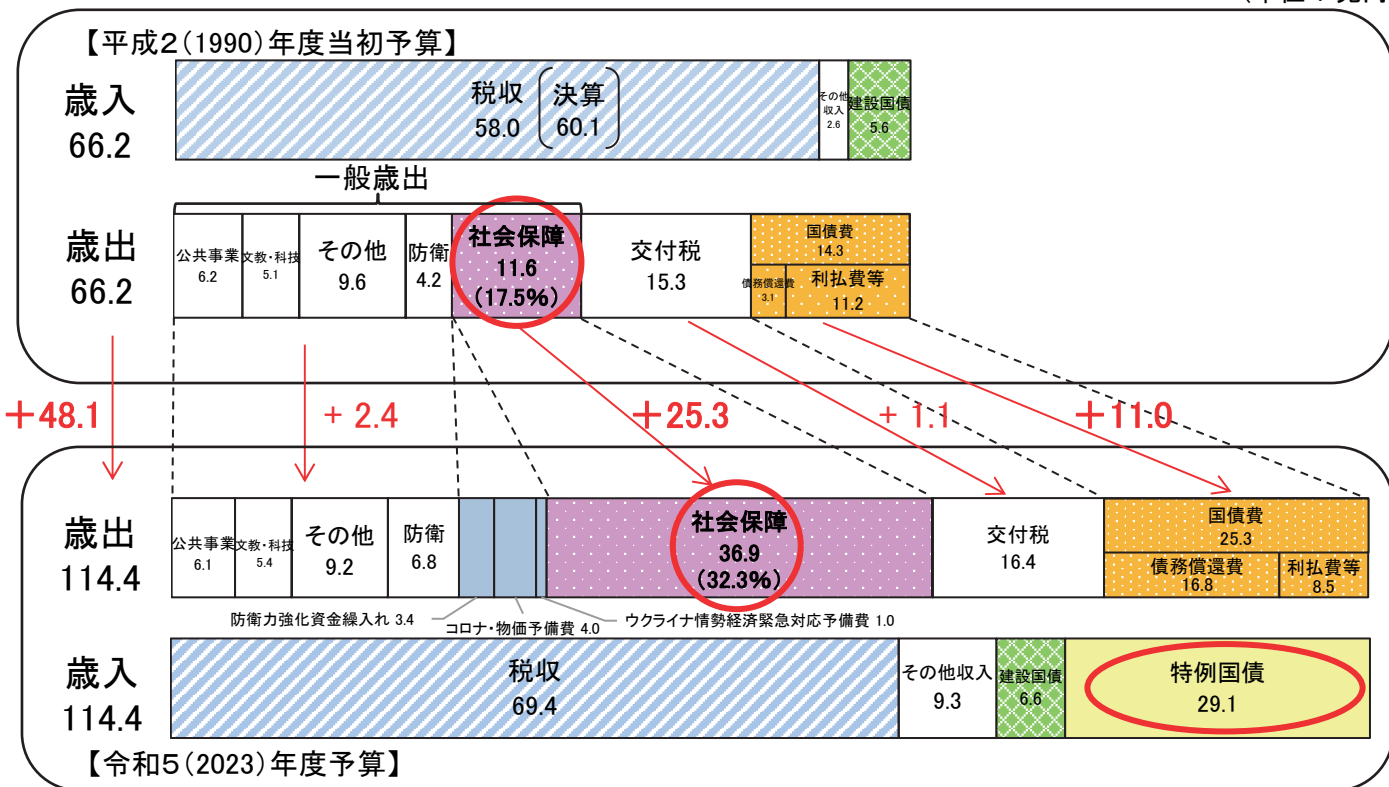 【平成2(1990)年度当初予算】
歳入
66.2
税収
58.0
決算
60.1
その他
収入
2.6
建設国債
5.6
一般歳出
歳出
66.2
公共事業
6.2
文教・科技
5.1
その他
9.6
防衛
4.2
社会保障
11.6
(17.5%)
交付税
15.3
国債費
14.3
債務償還費
3.1
利払費等
11.2
+48.1
+ 2.4
+25.3
+ 1.1
+11.0
歳出
114.4
公共事業
6.1
文教・科技
5.4
その他
9.2
防衛
6.8
社会保障
36.9
(32.3%)
交付税
16.4
国債費
25.3
債務償還費
16.8
利払費等
8.5
防衛力強化資金繰入れ 3.4
コロナ・物価予備費 4.0
ウクライナ情勢経済緊急対応予備費 1.0
歳入
114.4
税収
69.4
その他収入
9.3
建設国債
6.6
特例国債
29.1
【令和5(2023)年度予算】